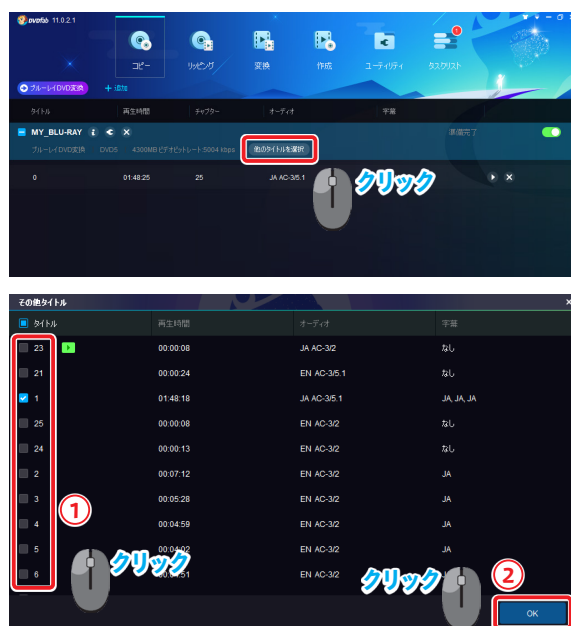 DVDFab 11.0.2.1
コピー リッピング 変換 作成 ユーティリティ タスクリスト
ブルーレイDVD変換 + 追加
タイトル 再生時間 チャプター オーディオ 字幕
MY_BLU-RAY 準備完了
ブルーレイDVD変換 DVD5 4300MB ビデオビットレート:5004 kbps 他のタイトルを選択
0 01:48:25 25 JA AC-3/5.1
クリック
その他タイトル
タイトル 再生時間 オーディオ 字幕
23 00:00:08 JA AC-3/2 なし
21 00:00:24 EN AC-3/5.1 なし
1 01:48:18 JA AC-3/5.1 JA, JA, JA
25 00:00:08 EN AC-3/2 なし
24 00:00:13 EN AC-3/2 なし
2 00:07:12 EN AC-3/2 JA
3 00:05:28 EN AC-3/2 JA
① 4 00:04:59 EN AC-3/2 JA
5 00:04:02 EN AC-3/2 JA
クリック クリック ②
6 EN AC-3/2
OK